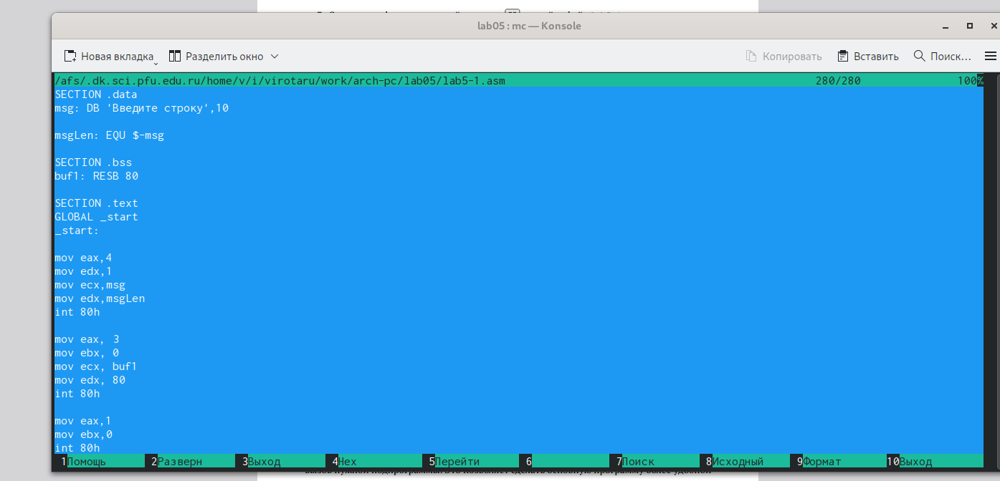 lab05 : mc — Konsole
Новая вкладка Разделить окно Копировать Вставить Поиск...
/afs/.dk.sci.pfu.edu.ru/home/v/i/virotaru/work/arch-pc/lab05/lab5-1.asm 280/280 100%
SECTION .data
msg: DB 'Введите строку',10
msgLen: EQU $-msg
SECTION .bss
buf1: RESB 80
SECTION .text
GLOBAL _start
_start:
mov eax,4
mov edx,1
mov ecx,msg
mov edx,msgLen
int 80h
mov eax, 3
mov ebx, 0
mov ecx, buf1
mov edx, 80
int 80h
mov eax,1
mov ebx,0
int 80h
1Помощь 2Разверн 3Выход 4Hex 5Перейти 6 7Поиск 8Исходный 9Формат 10Выход